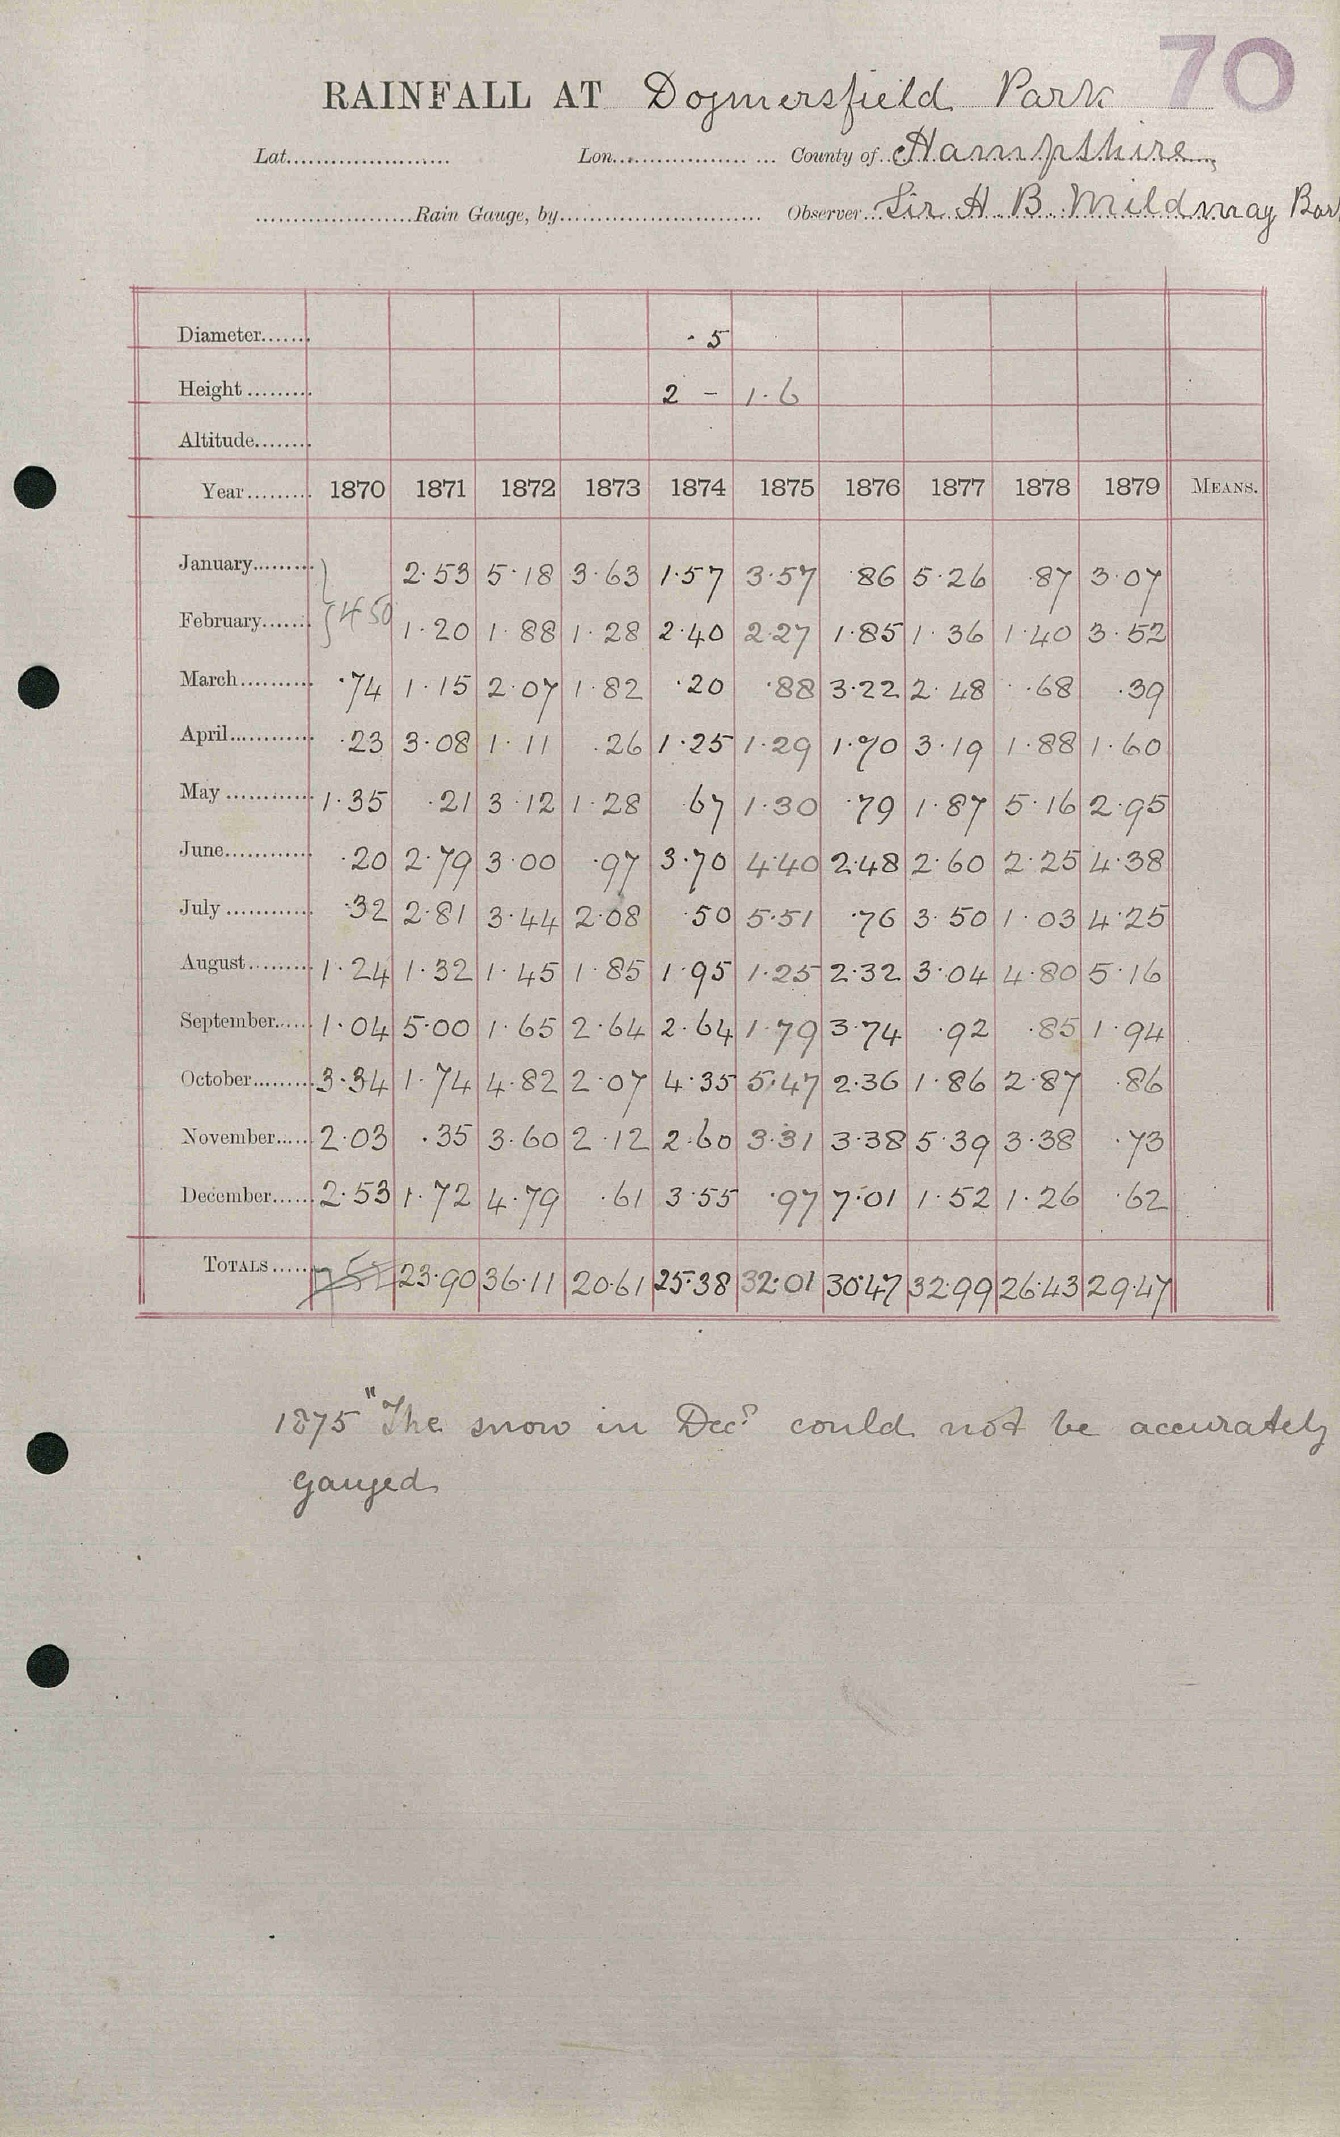 70
RAINFALL AT Dogmersfield Park
Lat. Lon. County of Hampshire
Rain Gauge, by Observer Sir H B Mildmay Bart
Diameter ·5
Height 2 - 1·6
Altitude
Year 1870 1871 1872 1873 1874 1875 1876 1877 1878 1879 MEANS.
January 2·53 5·18 3·63 1·57 3·57 ·86 5·26 ·87 3·07
February } 4 50 1·20 1·88 1·28 2·40 2·27 1·85 1·36 1·40 3·52
March ·74 1·15 2·07 1·82 ·20 ·88 3·22 2·48 ·68 ·39
April ·23 3·08 1·11 ·26 1·25 1·29 1·70 3·19 1·88 1·60
May 1·35 ·21 3·12 1·28 ·67 1·30 ·79 1·87 5·16 2·95
June ·20 2·79 3·00 ·97 3·70 4·40 2·48 2·60 2·25 4·38
July ·32 2·81 3·44 2·08 ·50 5·51 ·76 3·50 1·03 4·25
August 1·24 1·32 1·45 1·85 1·95 1·25 2·32 3·04 4·80 5·16
September 1·04 5·00 1·65 2·64 2·64 1·79 3·74 ·92 ·85 1·94
October 3·34 1·74 4·82 2·07 4·35 5·47 2·36 1·86 2·87 ·86
November 2·03 ·35 3·60 2·12 2·60 3·31 3·38 5·39 3·38 ·73
December 2·53 1·72 4·79 ·61 3·55 ·97 7·01 1·52 1·26 ·62
TOTALS 23·90 36·11 20·61 25·38 32·01 30·47 32·99 26·43 29·47
1875 "The snow in Decr could not be accurately
gauged